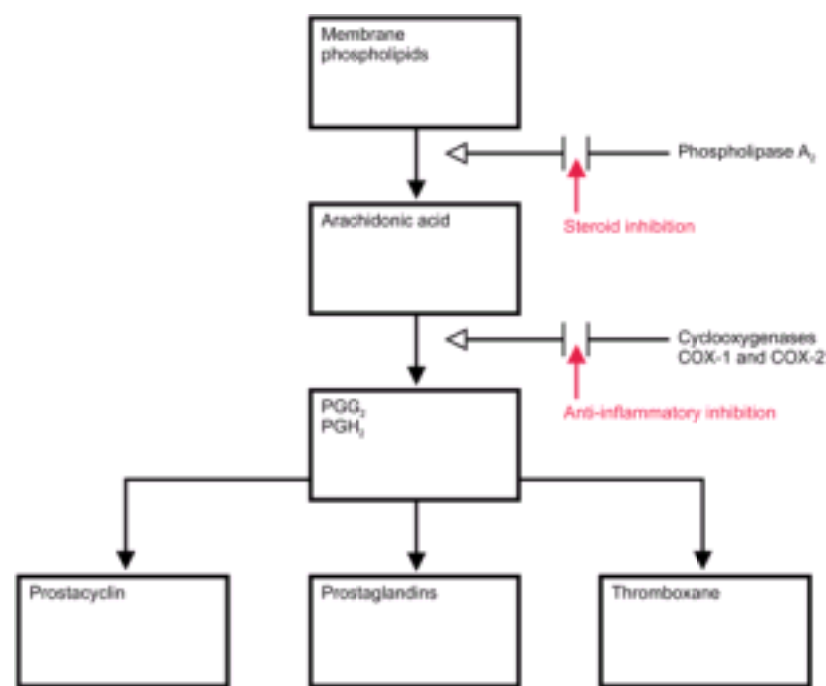 Membrane
phospholipids
Phospholipase A₂
Steroid inhibition
Arachidonic acid
Cyclooxygenases
COX-1 and COX-2
Anti-inflammatory inhibition
PGG₂
PGH₂
Prostacyclin
Prostaglandins
Thromboxane